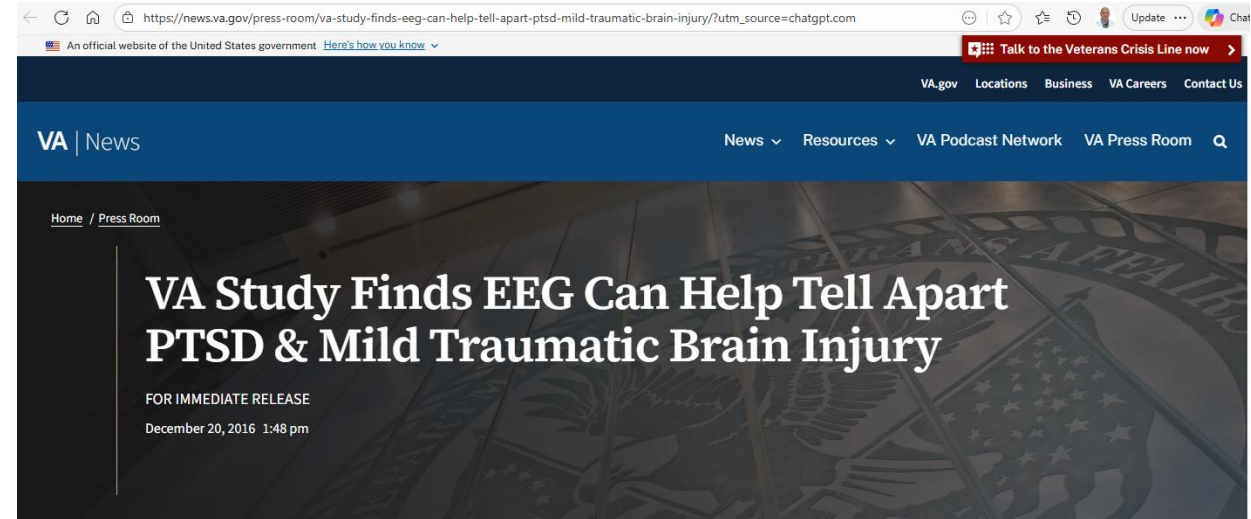 https://news.va.gov/press-room/va-study-finds-eeg-can-help-tell-apart-ptsd-mild-traumatic-brain-injury/?utm_source=chatgpt.com
Update
Chat
An official website of the United States government Here's how you know
Talk to the Veterans Crisis Line now
VA.gov Locations Business VA Careers Contact Us
VA | News
News Resources VA Podcast Network VA Press Room
Home / Press Room
VA Study Finds EEG Can Help Tell Apart
PTSD & Mild Traumatic Brain Injury
FOR IMMEDIATE RELEASE
December 20, 2016 1:48 pm
VETERANS AFFAIRS